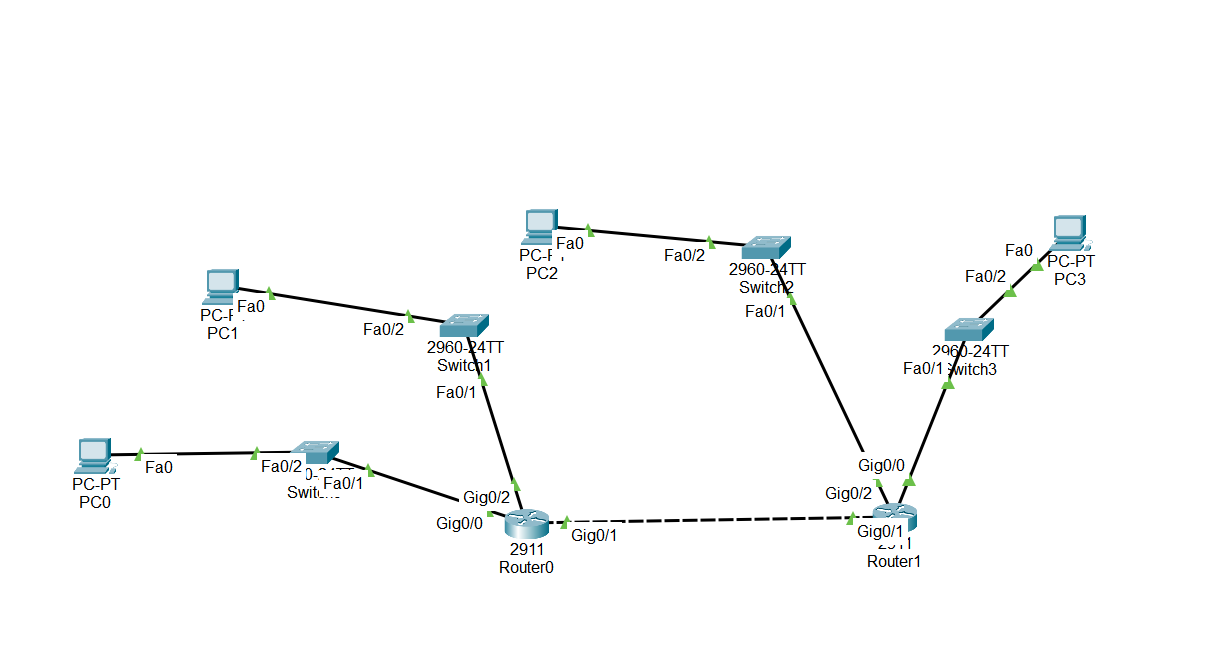 Fa0
PC-PT
PC3
Fa0/2
2960-24TT
Switch3
Fa0/1
Fa0
PC2
Fa0/2
2960-24TT
Switch2
Fa0/1
Fa0
PC1
Fa0/2
2960-24TT
Switch1
Fa0/1
Fa0
PC-PT
PC0
Fa0/2
Fa0/1
Gig0/2
Gig0/0
Gig0/1
2911
Router0
Gig0/0
Gig0/2
Gig0/1
Router1